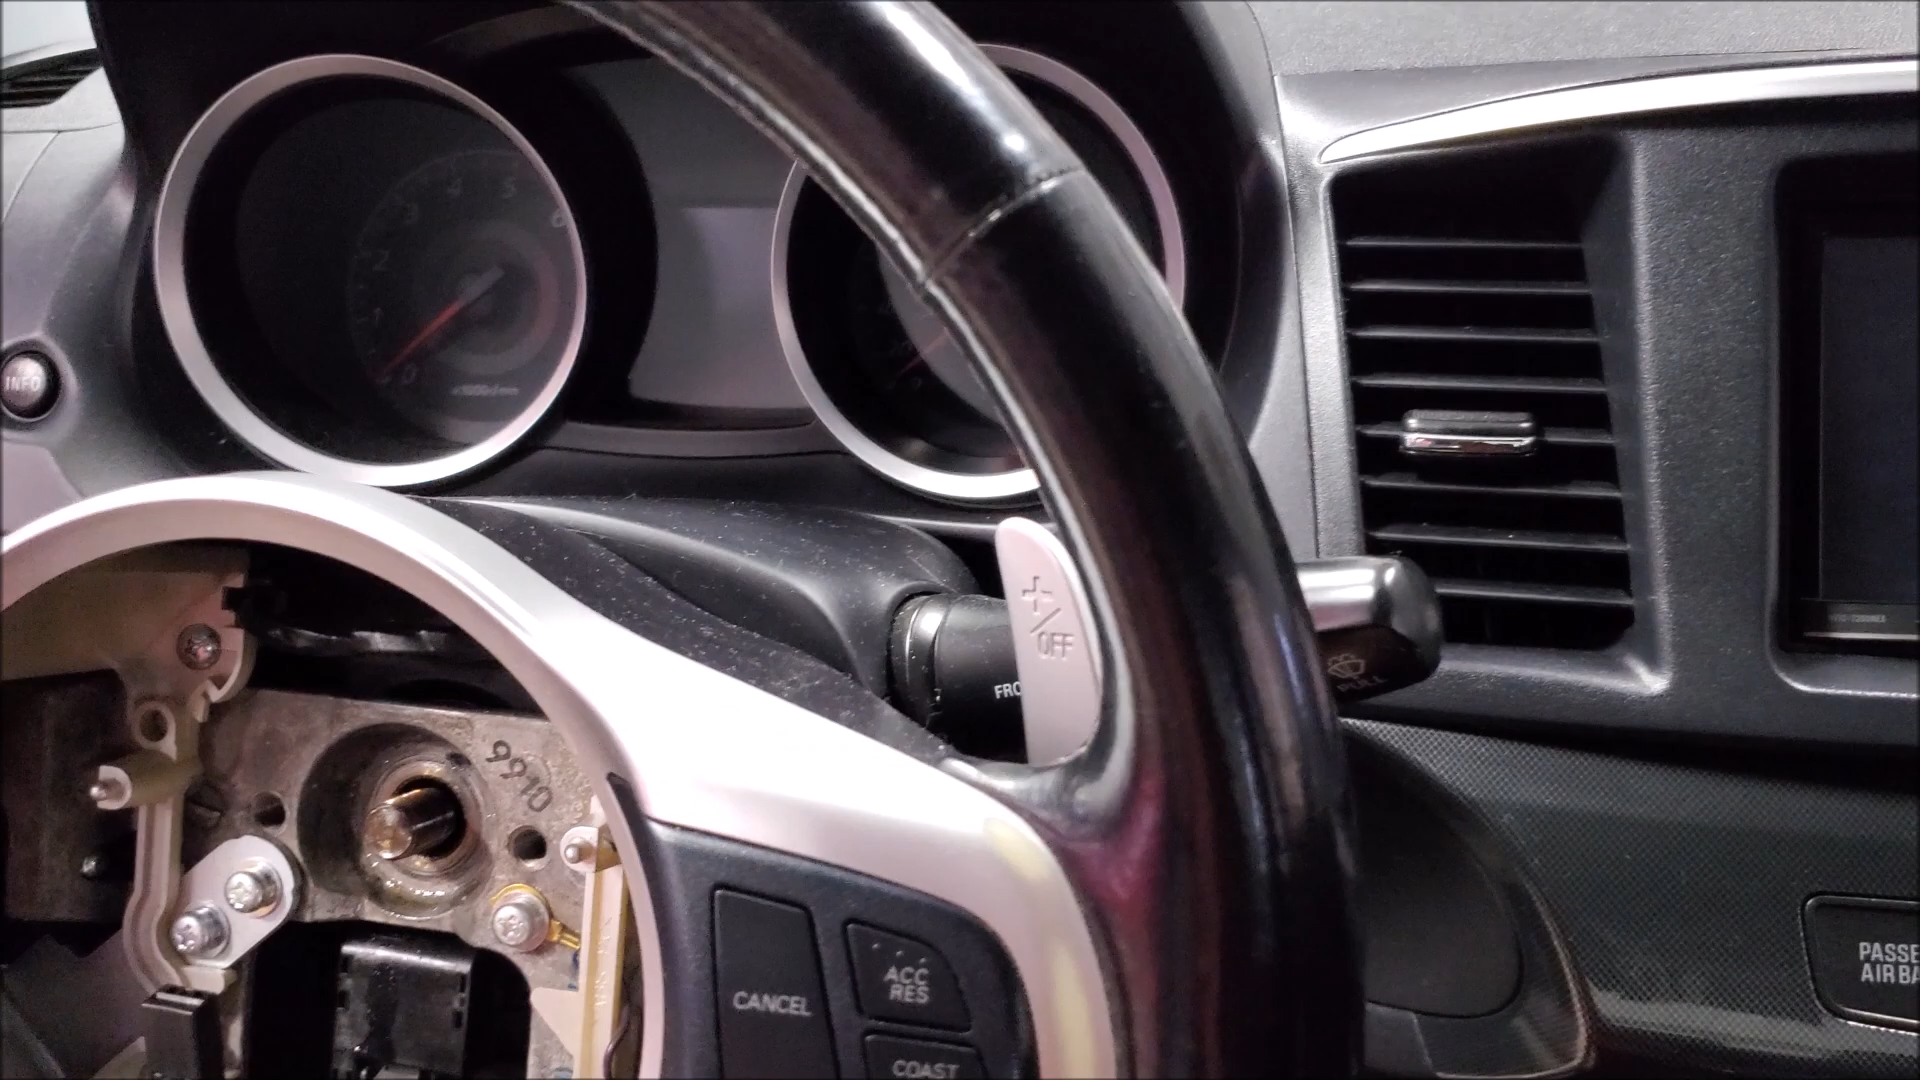 INFO
0
1
2
3
4
5
6
+
/OFF
FRO
PULL
9910
CANCEL
ACC
RES
COAST
PASSE
AIR BA